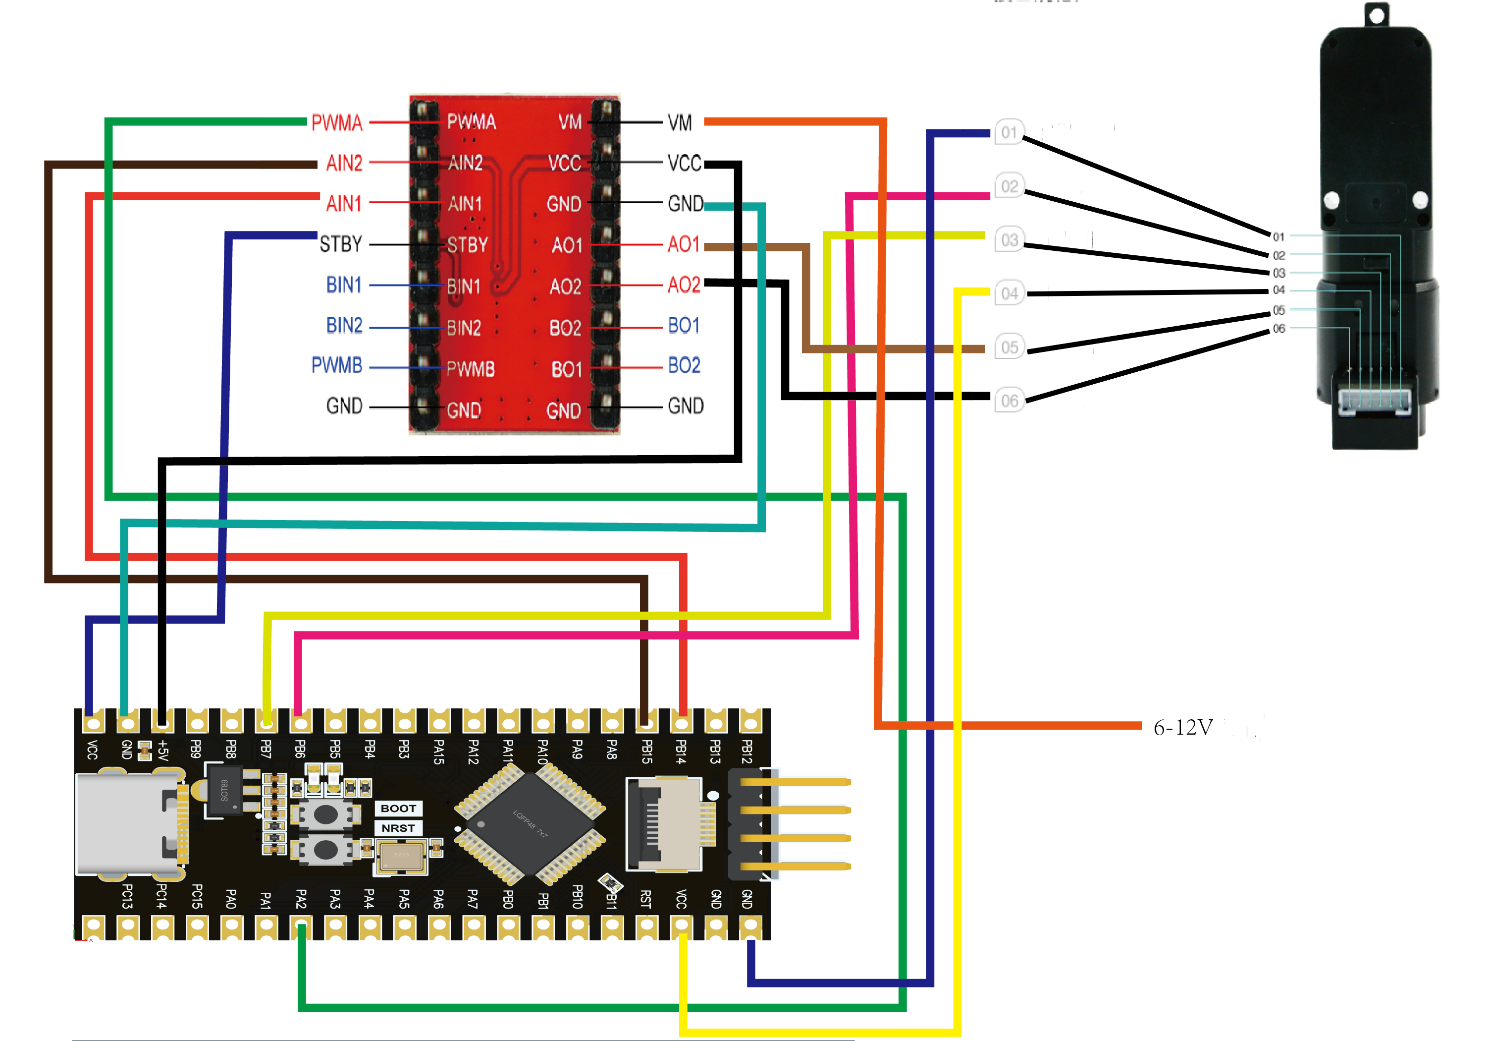 PWMA
AIN2
AIN1
STBY
BIN1
BIN2
PWMB
GND
PWMA
AIN2
AIN1
STBY
BIN1
BIN2
PWMB
GND
VM
VCC
GND
AO1
AO2
BO2
BO1
GND
VM
VCC
GND
AO1
AO2
BO1
BO2
GND
01
02
03
04
05
06
01
02
03
04
05
06
6-12V
VCC
GND
+5V
PB9
PB8
PB7
PB6
PB5
PB4
PB3
PA15
PA12
PA11
PA10
PA9
PA8
PB15
PB14
PB13
PB12
SOT89
BOOT
NRST
LQFP48 7x7
PC13
PC14
PC15
PA0
PA1
PA2
PA3
PA4
PA5
PA6
PA7
PB0
PB1
PB10
B11
RST
VCC
GND
GND